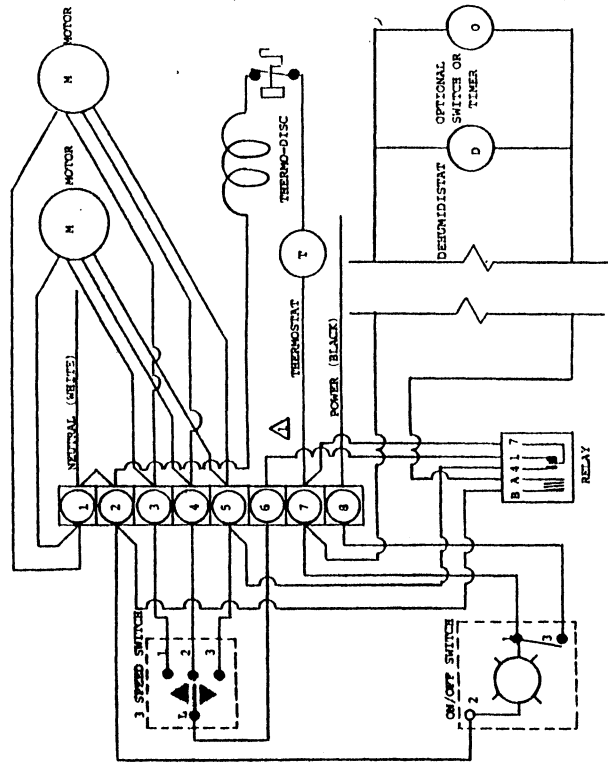 MOTOR
M
MOTOR
M
NEUTRAL (WHITE)
1
2
3
4
5
6
7
8
3 SPEED SWITCH
1
2
3
L
THERMO-DISC
THERMOSTAT
T
1
POWER (BLACK)
DEHUMIDISTAT
D
OPTIONAL
SWITCH OR
TIMER
O
B A 4 1 7
RELAY
ON/OFF SWITCH
2
1
3